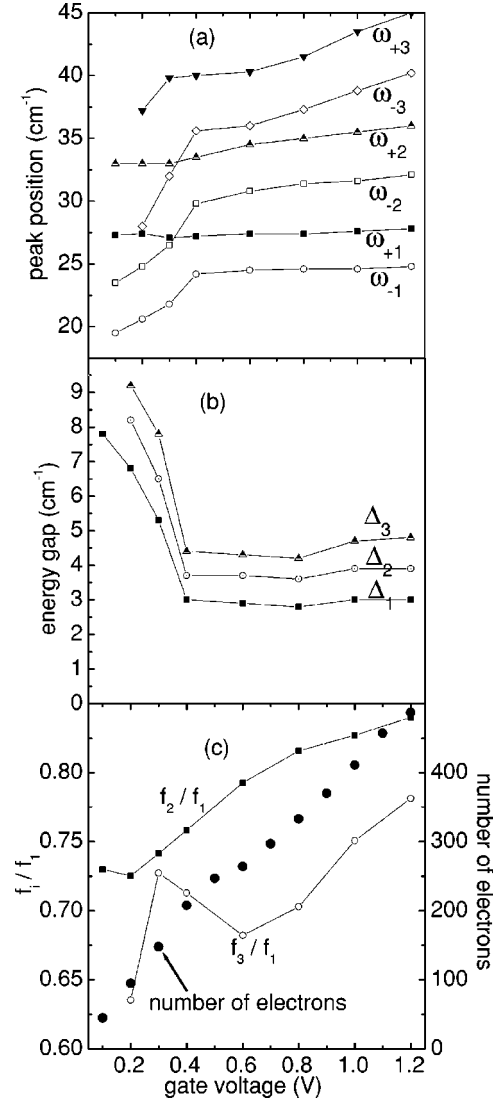 (a)
45
40
35
30
25
20
peak position (cm⁻¹)
ω₊₃
ω₋₃
ω₊₂
ω₋₂
ω₊₁
ω₋₁
(b)
9
8
7
6
5
4
3
2
1
0
energy gap (cm⁻¹)
Δ₃
Δ₂
Δ₁
(c)
0.80
0.75
0.70
0.65
0.60
fᵢ / f₁
f₂ / f₁
f₃ / f₁
number of electrons
400
300
200
100
0
number of electrons
0.2 0.4 0.6 0.8 1.0 1.2
gate voltage (V)